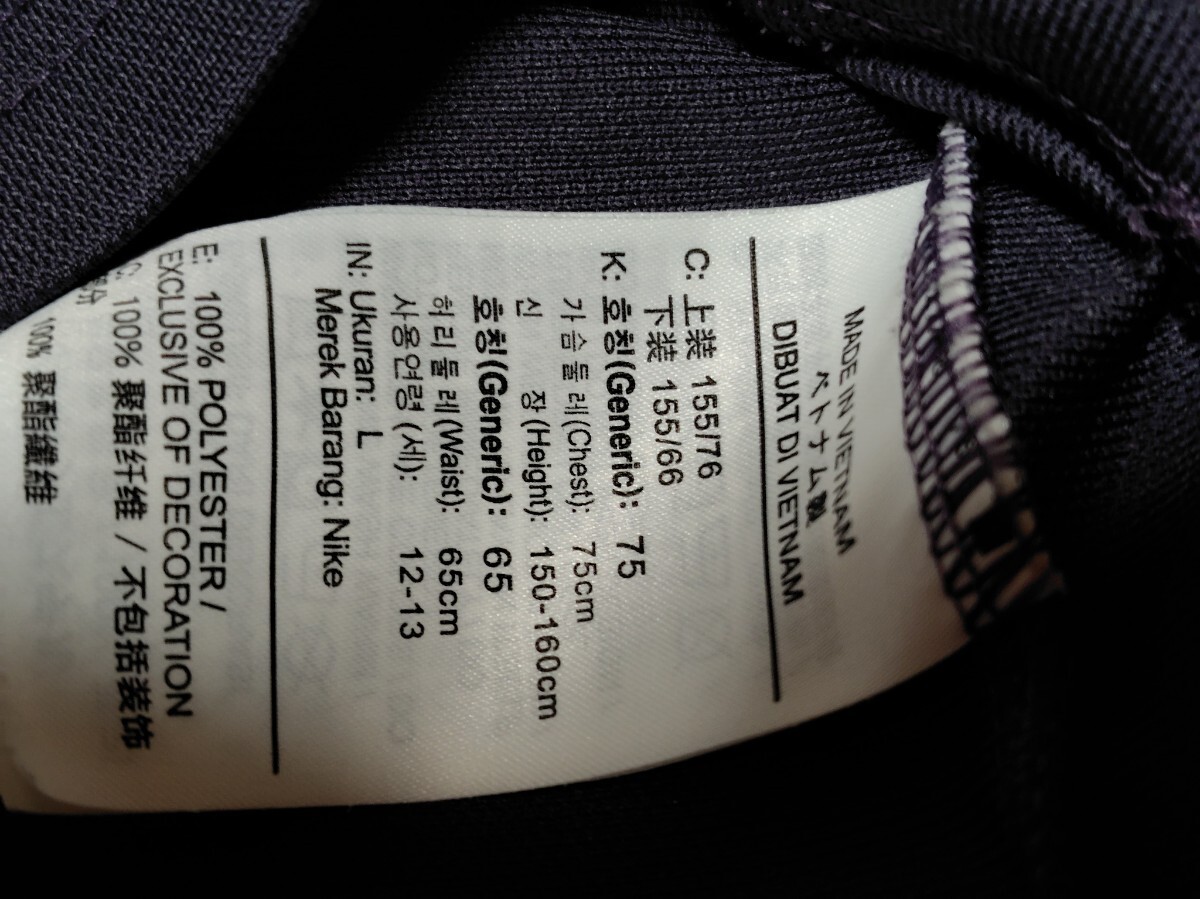 MADE IN VIETNAM
ベトナム製
DIBUAT DI VIETNAM
C: 上装 155/76
下装 155/66
K: 호칭(Generic): 75
가슴둘레(Chest): 75cm
신 장(Height): 150-160cm
호칭(Generic): 65
허리둘레(Waist): 65cm
사용연령(세): 12-13
IN: Ukuran: L
Merek Barang: Nike
E: 100% POLYESTER /
EXCLUSIVE OF DECORATION
C: 100% 聚酯纤维 / 不包括装饰
100% 聚酯纖維